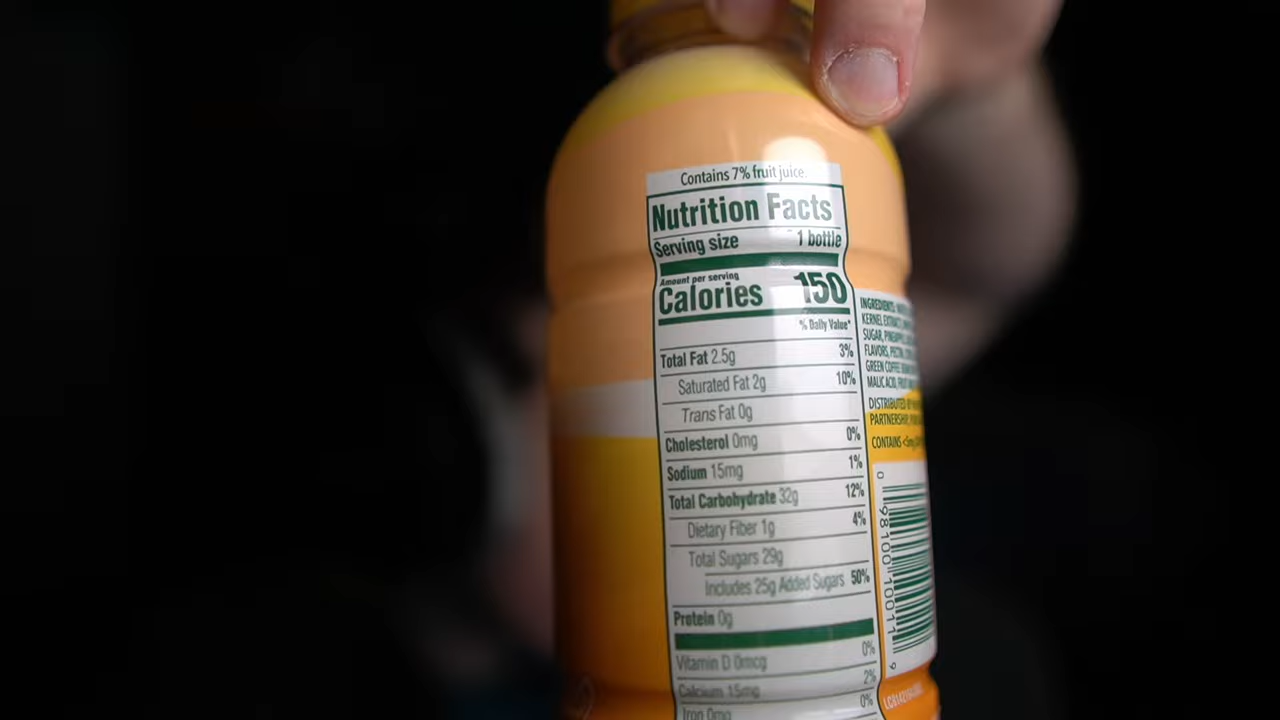 Contains 7% fruit juice.
Nutrition Facts
Serving size 1 bottle
Amount per serving
Calories 150
% Daily Value*
Total Fat 2.5g 3%
Saturated Fat 2g 10%
Trans Fat 0g
Cholesterol 0mg 0%
Sodium 15mg 1%
Total Carbohydrate 32g 12%
Dietary Fiber 1g 4%
Total Sugars 29g
Includes 25g Added Sugars 50%
Protein 0g
Vitamin D 0mcg 0%
Calcium 15mg 2%
Iron 0mg 0%
INGREDIENTS:
KERNEL EXTRACT
SUGAR, PINEAPPLE
FLAVORS, PECTIN,
GREEN COFFEE
MALIC ACID, FRUIT
DISTRIBUTED
PARTNERSHIP,
CONTAINS
0 98100 10011 9